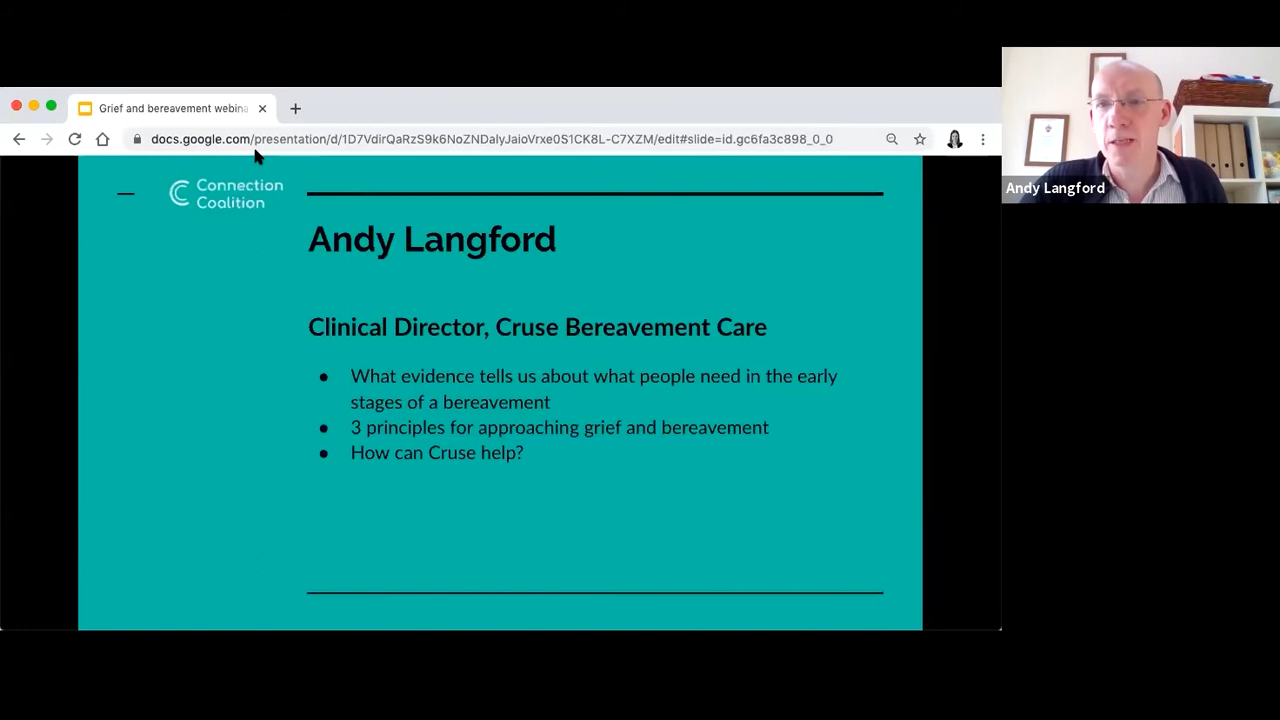 Grief and bereavement webina
docs.google.com/presentation/d/1D7VdirQaRzS9k6NoZNDalyJaioVrxe0S1CK8L-C7XZM/edit#slide=id.gc6fa3c898_0_0
Andy Langford
Connection
Coalition
Andy Langford
Clinical Director, Cruse Bereavement Care
● What evidence tells us about what people need in the early
stages of a bereavement
● 3 principles for approaching grief and bereavement
● How can Cruse help?